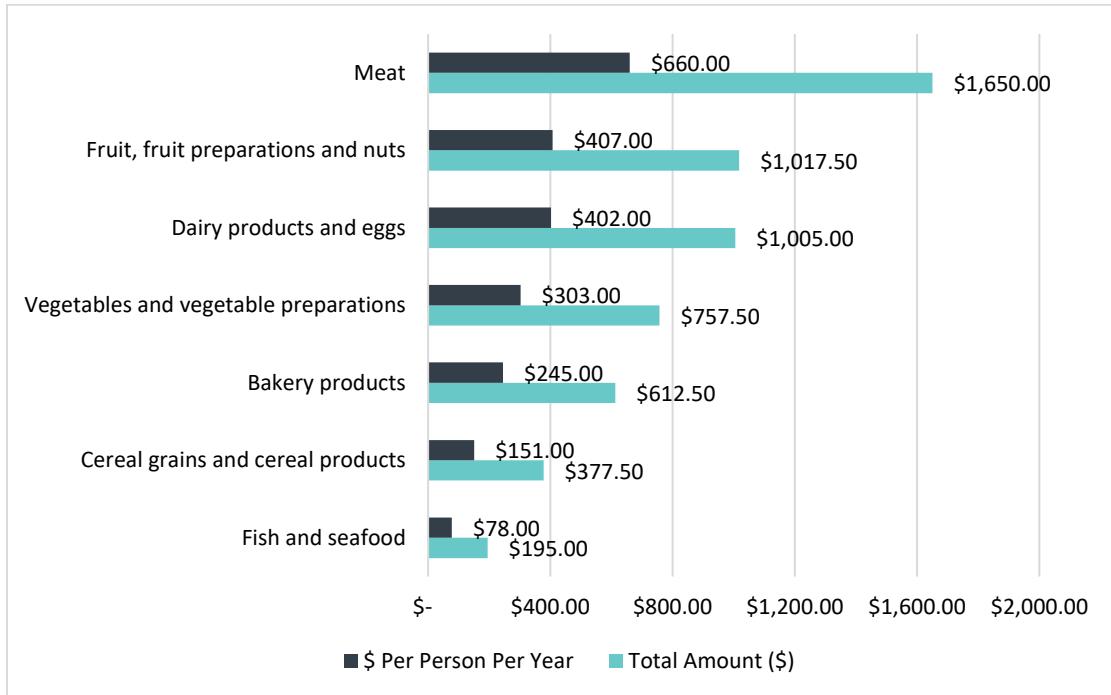 Meat
$660.00
$1,650.00
Fruit, fruit preparations and nuts
$407.00
$1,017.50
Dairy products and eggs
$402.00
$1,005.00
Vegetables and vegetable preparations
$303.00
$757.50
Bakery products
$245.00
$612.50
Cereal grains and cereal products
$151.00
$377.50
Fish and seafood
$78.00
$195.00
$- $400.00 $800.00 $1,200.00 $1,600.00 $2,000.00
$ Per Person Per Year Total Amount ($)